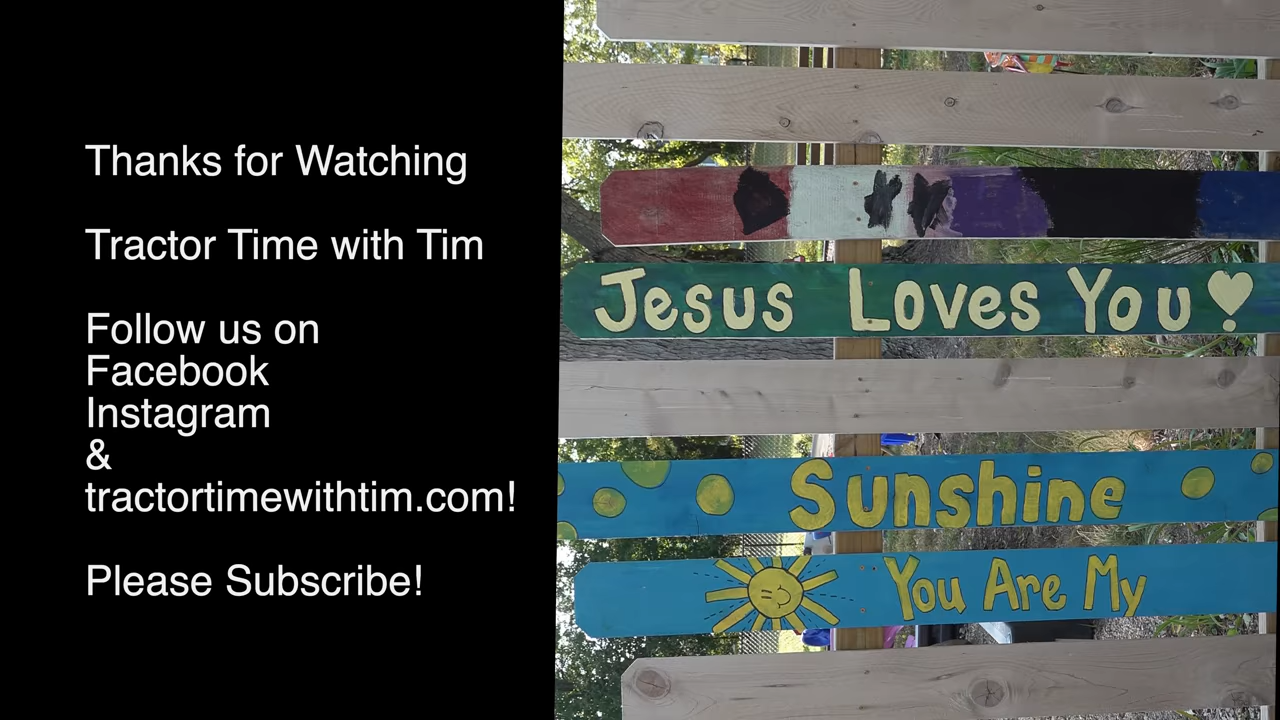 Thanks for Watching
Tractor Time with Tim
Follow us on
Facebook
Instagram
&
tractortimewithtim.com!
Please Subscribe!
Jesus Loves You!
Sunshine
You Are My